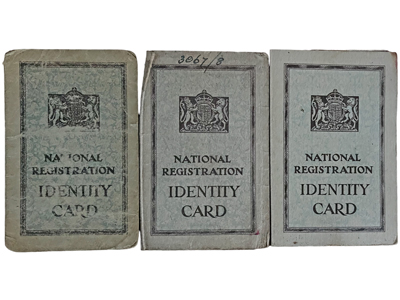 NATIONAL
REGISTRATION
IDENTITY
CARD
3067/8
NATIONAL
REGISTRATION
IDENTITY
CARD
NATIONAL
REGISTRATION
IDENTITY
CARD